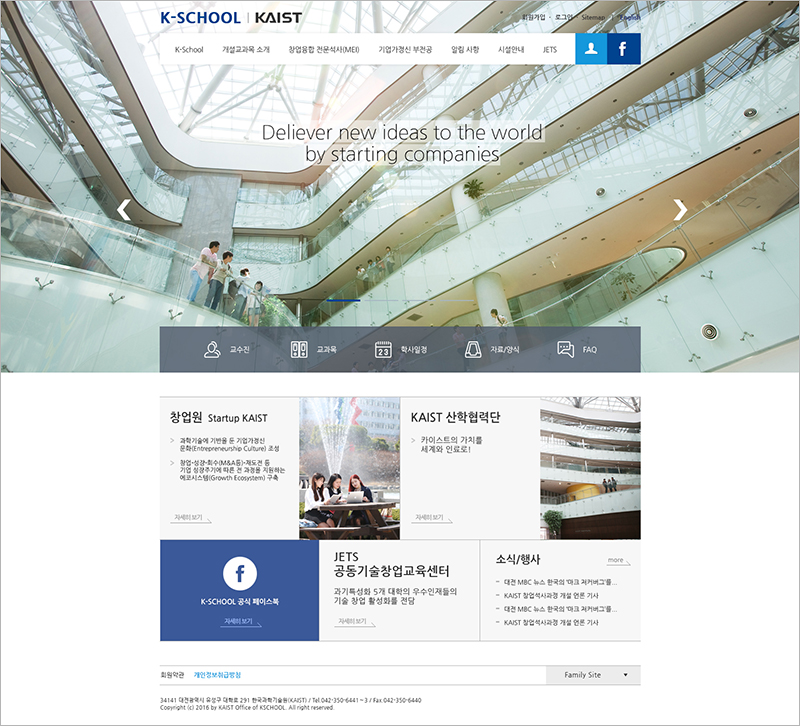 K-SCHOOL | KAIST
회원가입 · 로그인 · Sitemap | English
K-School 개설교과목 소개 창업융합 전문석사(MEI) 기업가정신 부전공 알림 사항 시설안내 JETS
Deliever new ideas to the world
by starting companies
교수진 교과목 학사일정 자료/양식 FAQ
창업원 Startup KAIST
> 과학기술에 기반을 둔 기업가정신
문화(Entrepreneurship Culture) 조성
> 창업-성장-회수(M&A등)-재도전 등
기업 성장주기에 따른 전 과정을 지원하는
에코시스템(Growth Ecosystem) 구축
자세히 보기
KAIST 산학협력단
> 카이스트의 가치를
세계와 인류로!
자세히 보기
K-SCHOOL 공식 페이스북
자세히 보기
JETS
공동기술창업교육센터
과기특성화 5개 대학의 우수인재들의
기술 창업 활성화를 전담
자세히 보기
소식/행사 more
- 대전 MBC 뉴스 한국의 '마크 저커버그'를...
- KAIST 창업석사과정 개설 언론 기사
- 대전 MBC 뉴스 한국의 '마크 저커버그'를...
- KAIST 창업석사과정 개설 언론 기사
회원약관 개인정보취급방침 Family Site
34141 대전광역시 유성구 대학로 291 한국과학기술원(KAIST) / Tel:042-350-6441~3 / Fax:042-350-6440
Copyright (c) 2016 by KAIST Office of KSCHOOL. All right reserved.